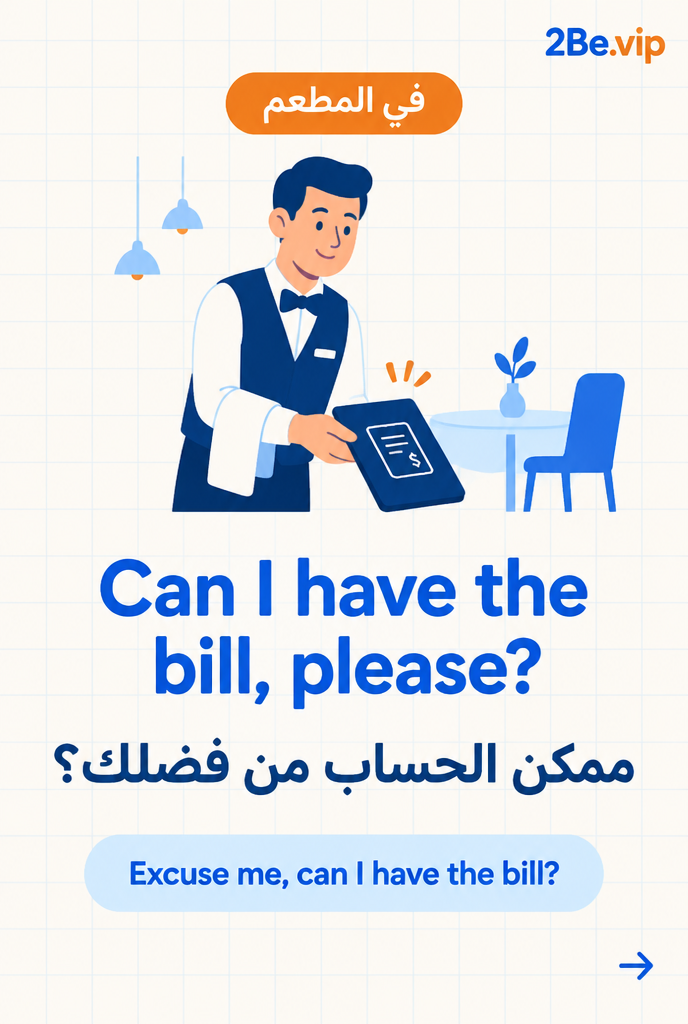 2Be.vip
في المطعم
$
Can I have the
bill, please?
ممكن الحساب من فضلك؟
Excuse me, can I have the bill?